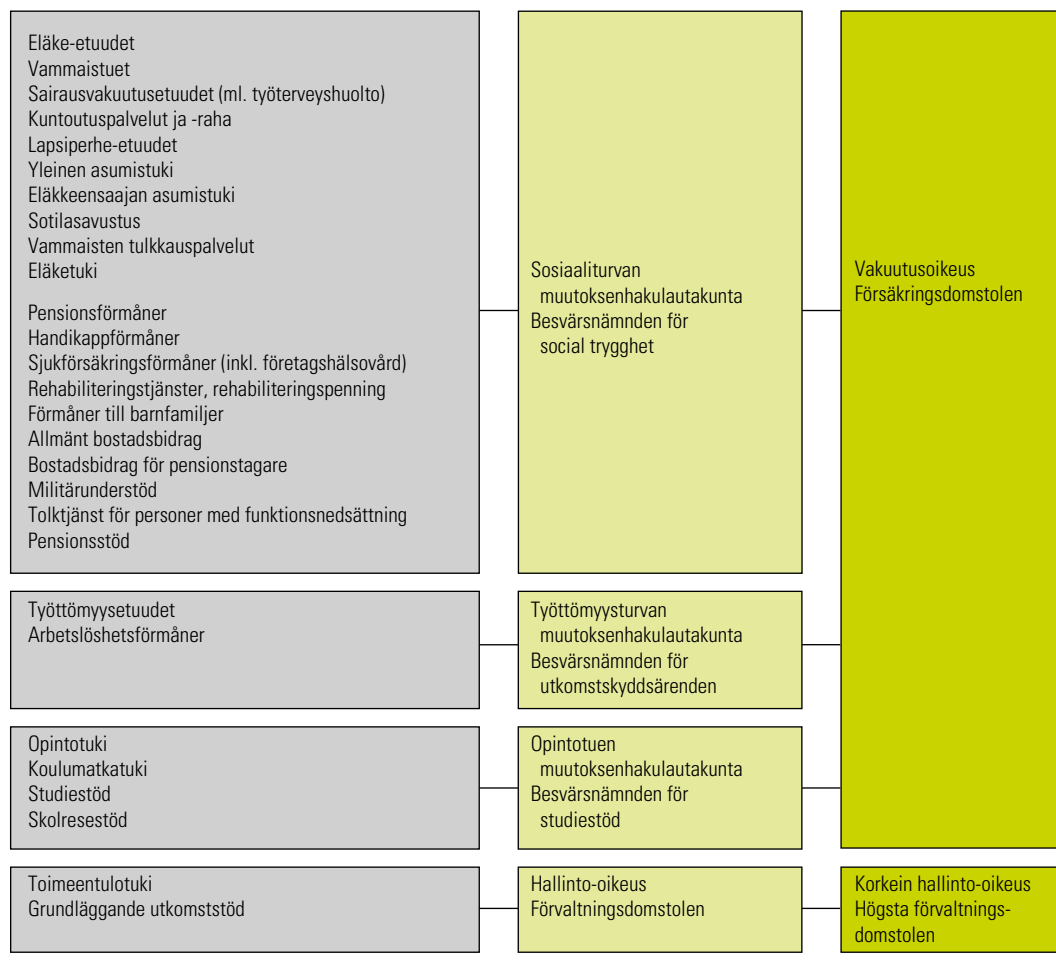 Eläke-etuudet
Vammaistuet
Sairausvakuutusetuudet (ml. työterveyshuolto)
Kuntoutuspalvelut ja -raha
Lapsiperhe-etuudet
Yleinen asumistuki
Eläkkeensaajan asumistuki
Sotilasavustus
Vammaisten tulkkauspalvelut
Eläketuki
Pensionsförmåner
Handikappförmåner
Sjukförsäkringsförmåner (inkl. företagshälsovård)
Rehabiliteringstjänster, rehabiliteringspenning
Förmåner till barnfamiljer
Allmänt bostadsbidrag
Bostadsbidrag för pensionstagare
Militärunderstöd
Tolktjänst för personer med funktionsnedsättning
Pensionsstöd
Sosiaaliturvan
muutoksenhakulautakunta
Besvärsnämnden för
social trygghet
Vakuutusoikeus
Försäkringsdomstolen
Työttömyysetuudet
Arbetslöshetsförmåner
Työttömyysturvan
muutoksenhakulautakunta
Besvärsnämnden för
utkomstskyddsärenden
Opintotuki
Koulumatkatuki
Studiestöd
Skolresestöd
Opintotuen
muutoksenhakulautakunta
Besvärsnämnden för
studiestöd
Toimeentulotuki
Grundläggande utkomststöd
Hallinto-oikeus
Förvaltningsdomstolen
Korkein hallinto-oikeus
Högsta förvaltnings-
domstolen